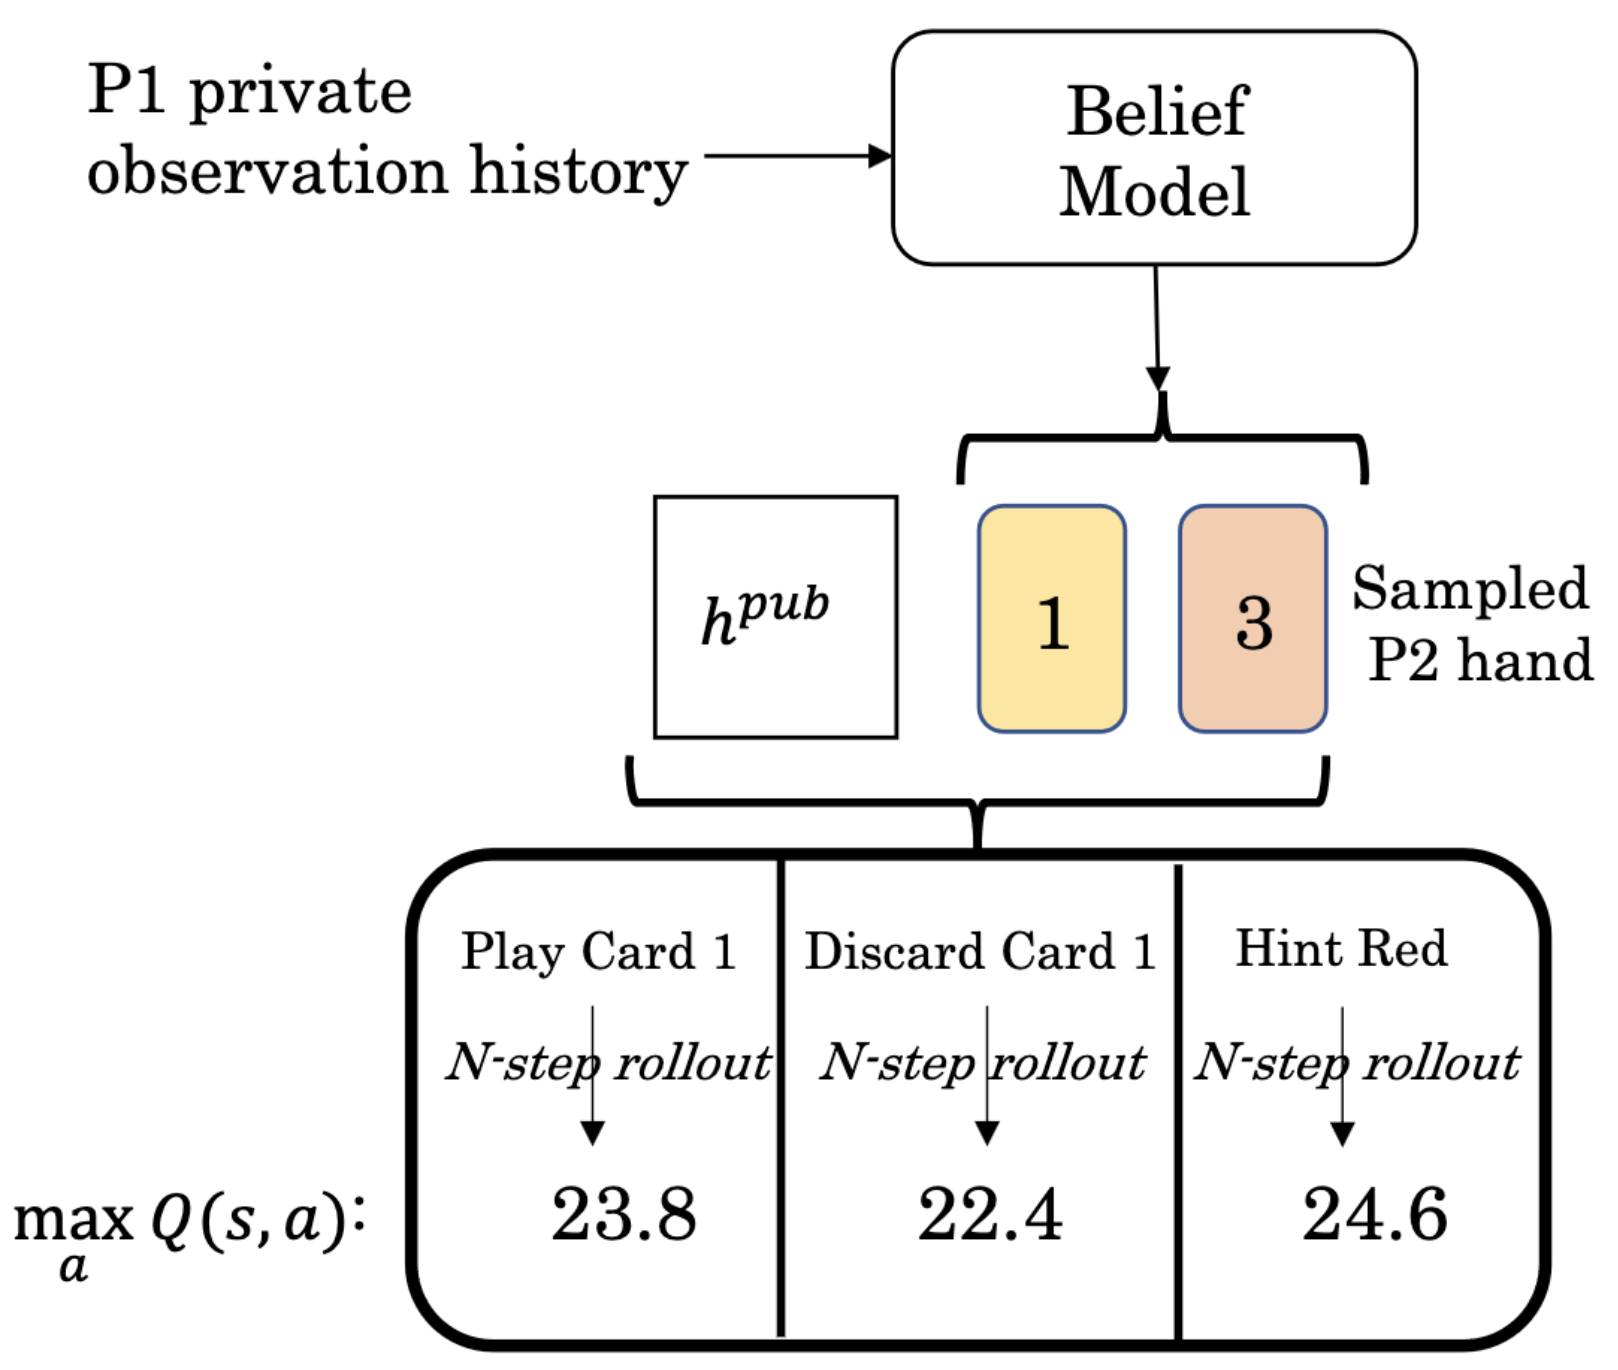 P1 private
observation history
Belief
Model
h^pub
1
3
Sampled
P2 hand
Play Card 1
Discard Card 1
Hint Red
N-step rollout
N-step rollout
N-step rollout
max Q(s, a):
a
23.8
22.4
24.6